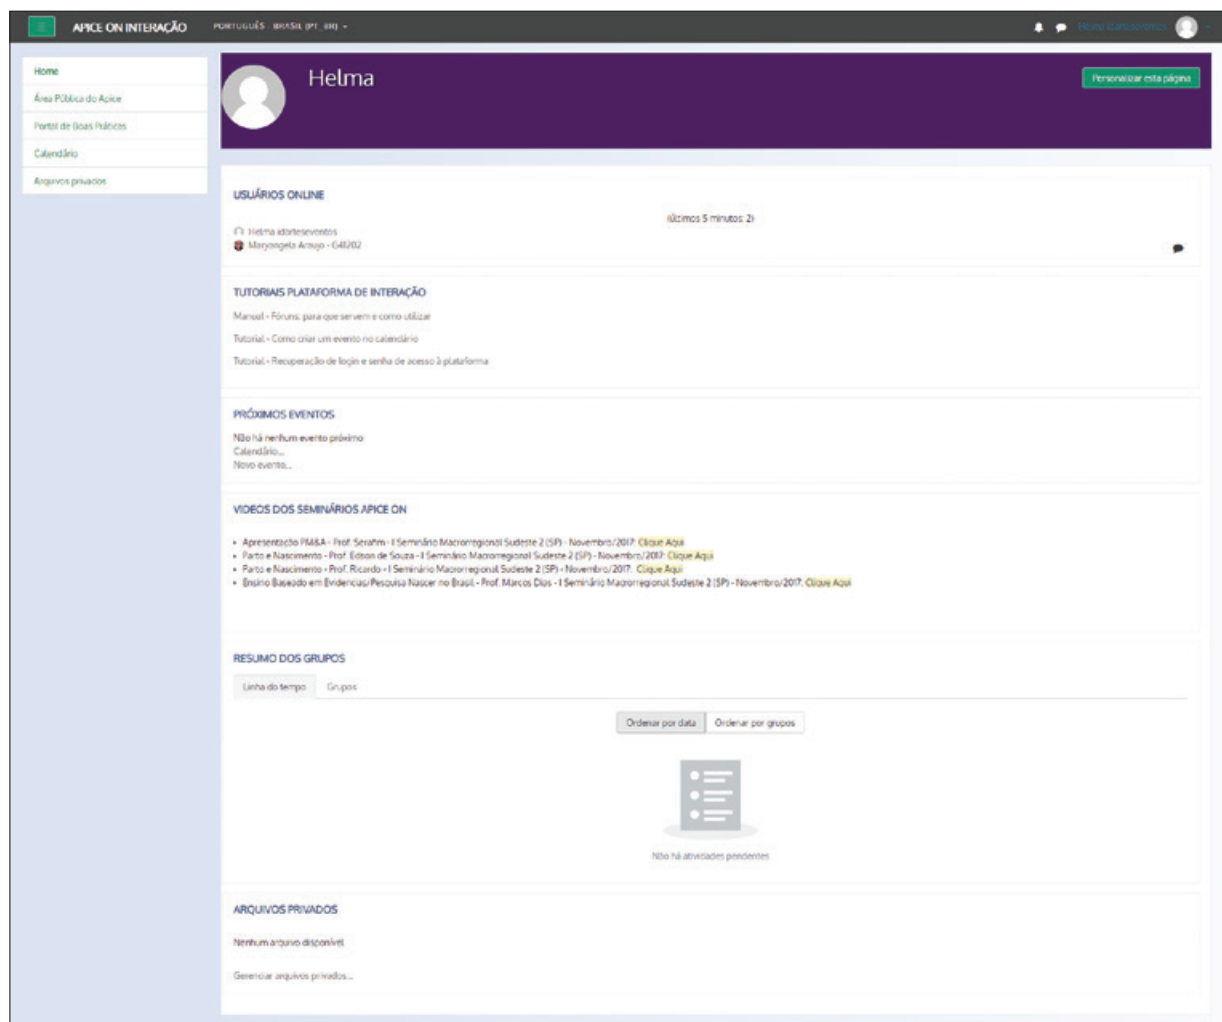 APICE ON INTERAÇÃO
PORTUGUÊS - BRASIL (PT_BR)
Home
Área Pública do Apice
Portal de Boas Práticas
Calendário
Arquivos privados
Helma
Personalizar esta página
USUÁRIOS ONLINE
(últimos 5 minutos: 2)
Helma idarteseventos
Maryangela Araujo - G41202
TUTORIAIS PLATAFORMA DE INTERAÇÃO
Manual - Fóruns: para que servem e como utilizar
Tutorial - Como criar um evento no calendário
Tutorial - Recuperação de login e senha de acesso à plataforma
PRÓXIMOS EVENTOS
Não há nenhum evento próximo
Calendário...
Novo evento...
VIDEOS DOS SEMINÁRIOS APICE ON
• Apresentação PM&A - Prof. Serafim - I Seminário Macrorregional Sudeste 2 (SP) - Novembro/2017: Clique Aqui
• Parto e Nascimento - Prof. Edson de Souza - I Seminário Macrorregional Sudeste 2 (SP) - Novembro/2017: Clique Aqui
• Parto e Nascimento - Prof. Ricardo - I Seminário Macrorregional Sudeste 2 (SP) - Novembro/2017: Clique Aqui
• Ensino Baseado em Evidencias/Pesquisa Nascer no Brasil - Prof. Marcos Dias - I Seminário Macrorregional Sudeste 2 (SP) - Novembro/2017: Clique Aqui
RESUMO DOS GRUPOS
Linha do tempo Grupos
Ordenar por data Ordenar por grupos
Não há atividades pendentes
ARQUIVOS PRIVADOS
Nenhum arquivo disponível
Gerenciar arquivos privados...